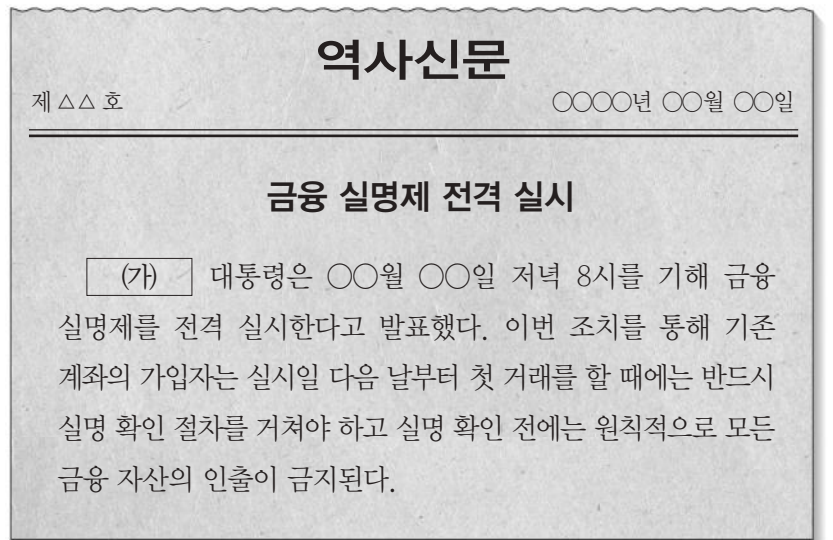 역사신문
제 △△ 호 ○○○○년 ○○월 ○○일
금융 실명제 전격 실시
(가) 대통령은 ○○월 ○○일 저녁 8시를 기해 금융
실명제를 전격 실시한다고 발표했다. 이번 조치를 통해 기존
계좌의 가입자는 실시일 다음 날부터 첫 거래를 할 때에는 반드시
실명 확인 절차를 거쳐야 하고 실명 확인 전에는 원칙적으로 모든
금융 자산의 인출이 금지된다.